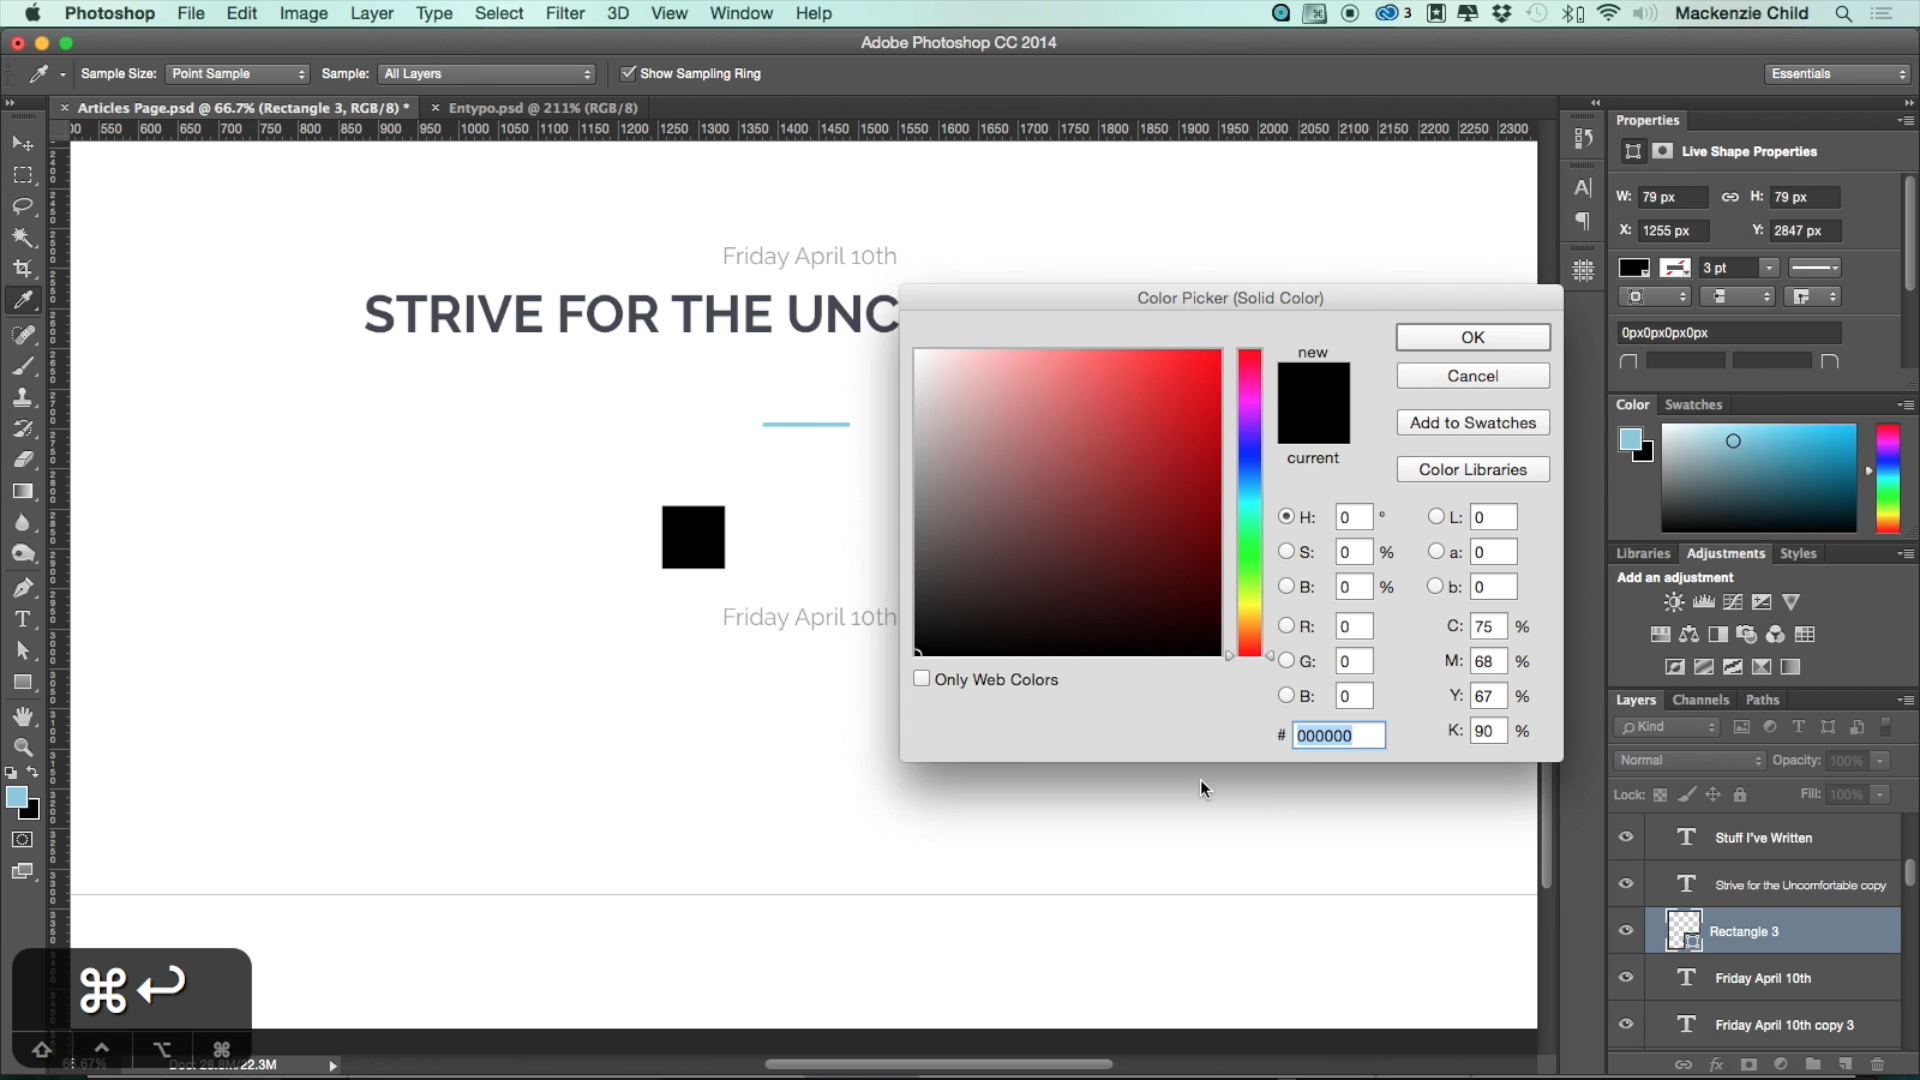 Photoshop File Edit Image Layer Type Select Filter 3D View Window Help 3 Mackenzie Child
Adobe Photoshop CC 2014
Sample Size: Point Sample Sample: All Layers Show Sampling Ring Essentials
Articles Page.psd @ 66.7% (Rectangle 3, RGB/8) * Entypo.psd @ 211% (RGB/8)
00 550 600 650 700 750 800 850 900 950 1000 1050 1100 1150 1200 1250 1300 1350 1400 1450 1500 1550 1600 1650 1700 1750 1800 1850 1900 1950 2000 2050 2100 2150 2200 2250 2300
Properties
Live Shape Properties
W: 79 px H: 79 px
X: 1255 px Y: 2847 px
3 pt
0px0px0px0px
Friday April 10th
STRIVE FOR THE UNC
Friday April 10th
Color Picker (Solid Color)
new
current
OK
Cancel
Add to Swatches
Color Libraries
H: 0 ° L: 0
S: 0 % a: 0
B: 0 % b: 0
R: 0 C: 75 %
G: 0 M: 68 %
B: 0 Y: 67 %
# 000000 K: 90 %
Only Web Colors
Color Swatches
Libraries Adjustments Styles
Add an adjustment
Layers Channels Paths
Kind
Normal Opacity: 100%
Lock: Fill: 100%
Stuff I've Written
Strive for the Uncomfortable copy
Rectangle 3
Friday April 10th
Friday April 10th copy 3
⌘↩
66.67% Doc: 28.8M/22.3M